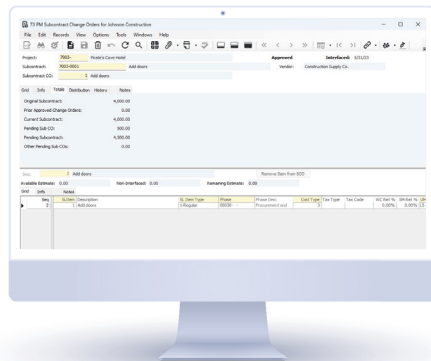 73 PM Subcontract Change Orders for Johnson Construction
File Edit Records View Options Tools Windows Help
Project: 7003- Pirate's Cove Hotel Approved Interfaced: 5/31/23
Subcontract: 7003-0001 Add doors Vendor: Construction Supply Co.
Subcontract CO: 1 Add doors
Grid Info Totals Distribution History Notes
Original Subcontract: 4,000.00
Prior Approved Change Orders: 0.00
Current Subcontract: 4,000.00
Pending Sub CO: 500.00
Pending Subcontract: 4,500.00
Other Pending Sub COs: 0.00
Seq: 2 Add doors Remove Item from SCO
Available Estimate: 0.00 Non Interfaced: 0.00 Remaining Estimate: 0.00
Grid Info Notes
Seq SL Item Description SL Item Type Phase Phase Desc Cost Type Tax Type Tax Code WC Ret % SM Ret % UM
2 1 Add doors 1-Regular Procurement and 0.00% 0.00% LS